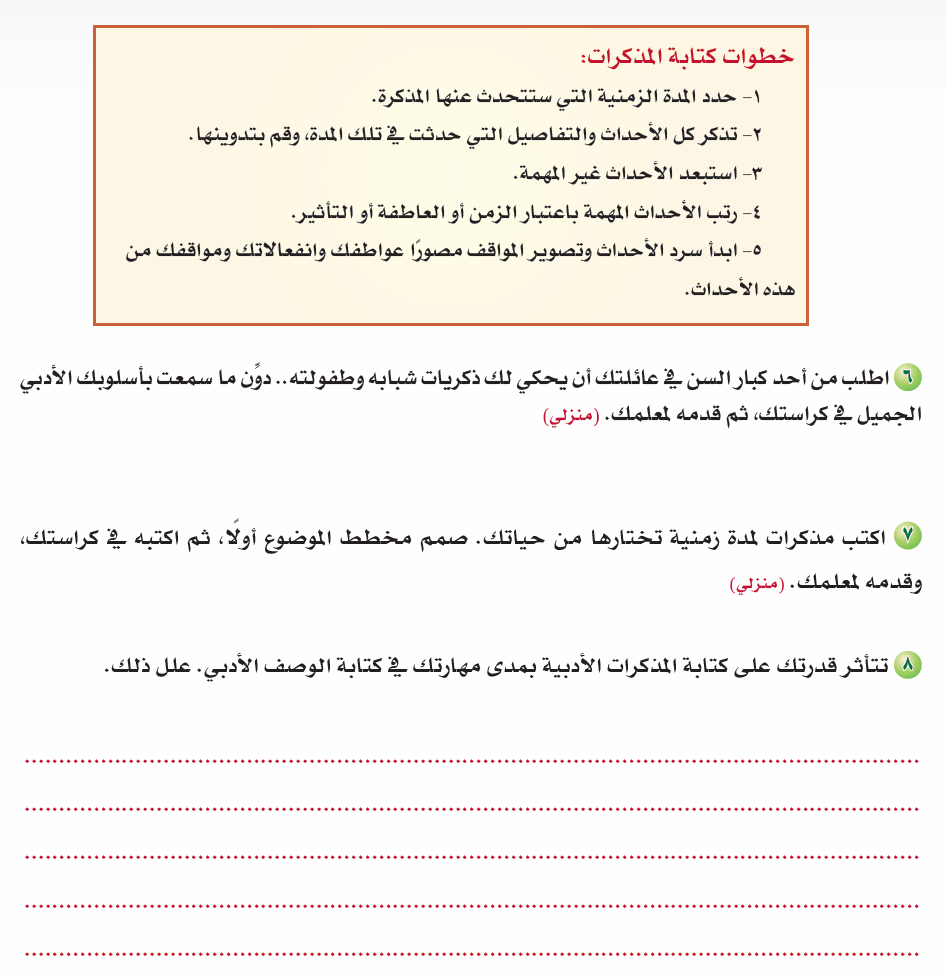 خطوات كتابة المذكرات:
١- حدد المدة الزمنية التي ستتحدث عنها المذكرة.
٢- تذكر كل الأحداث والتفاصيل التي حدثت في تلك المدة، وقم بتدوينها.
٣- استبعد الأحداث غير المهمة.
٤- رتب الأحداث المهمة باعتبار الزمن أو العاطفة أو التأثير.
٥- ابدأ سرد الأحداث وتصوير المواقف مصورًا عواطفك وانفعالاتك ومواقفك من
هذه الأحداث.
٦ اطلب من أحد كبار السن في عائلتك أن يحكي لك ذكريات شبابه وطفولته.. دوِّن ما سمعت بأسلوبك الأدبي
الجميل في كراستك، ثم قدمه لمعلمك. (منزلي)
٧ اكتب مذكرات لمدة زمنية تختارها من حياتك. صمم مخطط الموضوع أولًا، ثم اكتبه في كراستك،
وقدمه لمعلمك. (منزلي)
٨ تتأثر قدرتك على كتابة المذكرات الأدبية بمدى مهارتك في كتابة الوصف الأدبي. علل ذلك.